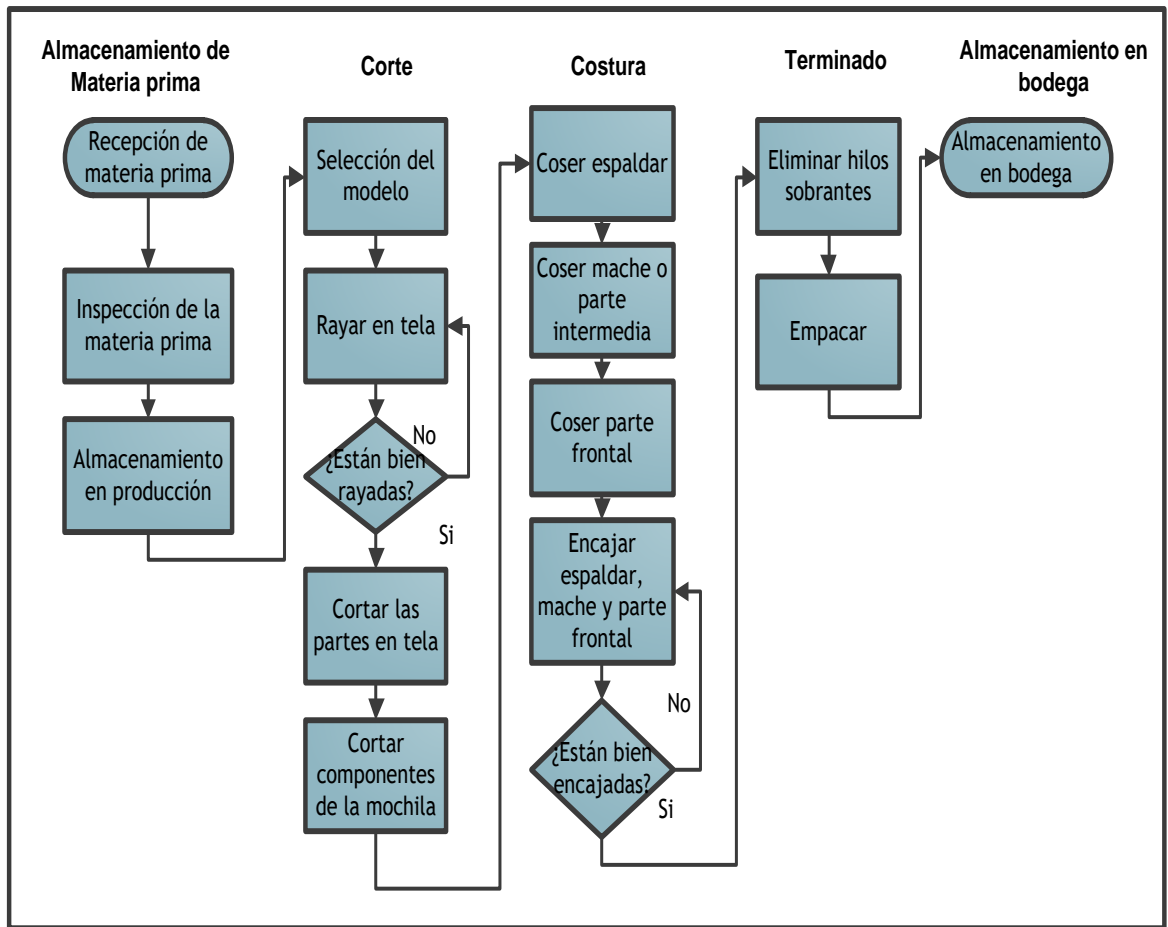 Almacenamiento de
Materia prima
Recepción de
materia prima
Inspección de la
materia prima
Almacenamiento
en producción
Corte
Selección del
modelo
Rayar en tela
No
¿Están bien
rayadas?
Si
Cortar las
partes en tela
Cortar
componentes
de la mochila
Costura
Coser espaldar
Coser mache o
parte
intermedia
Coser parte
frontal
Encajar
espaldar,
mache y parte
frontal
No
¿Están bien
encajadas?
Si
Terminado
Eliminar hilos
sobrantes
Empacar
Almacenamiento en
bodega
Almacenamiento
en bodega